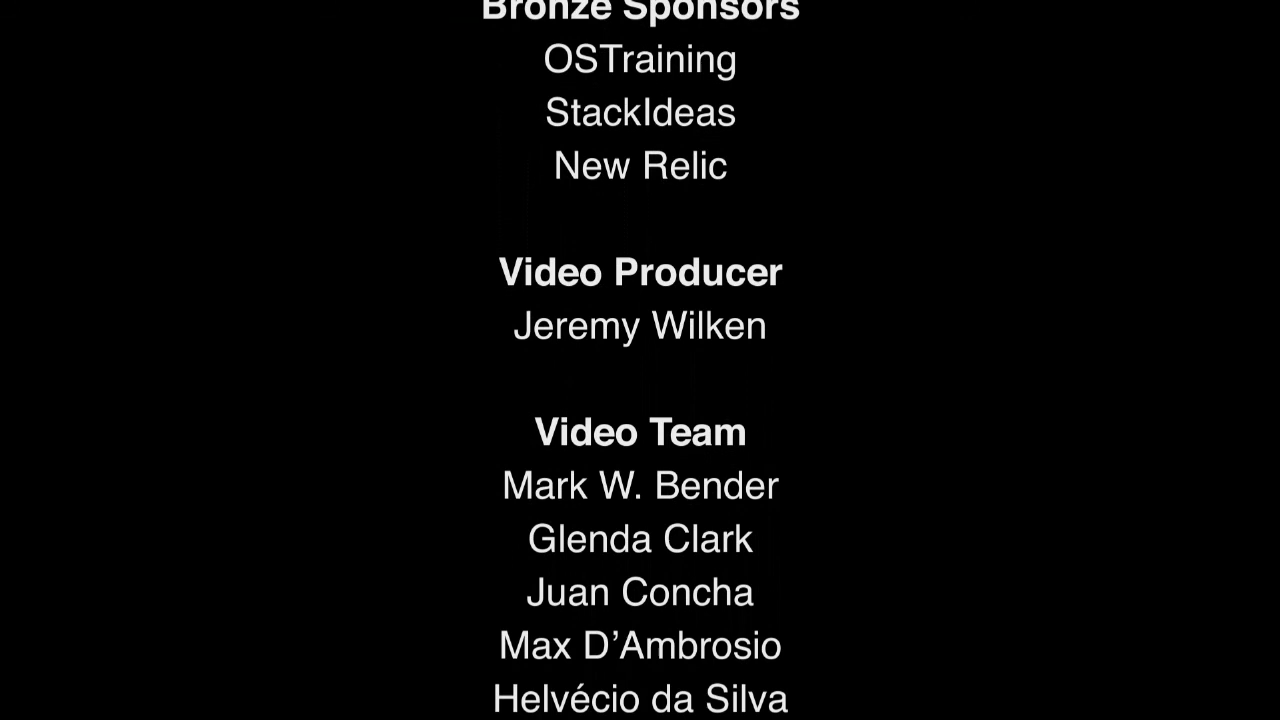 Bronze Sponsors
OSTraining
StackIdeas
New Relic
Video Producer
Jeremy Wilken
Video Team
Mark W. Bender
Glenda Clark
Juan Concha
Max D’Ambrosio
Helvécio da Silva